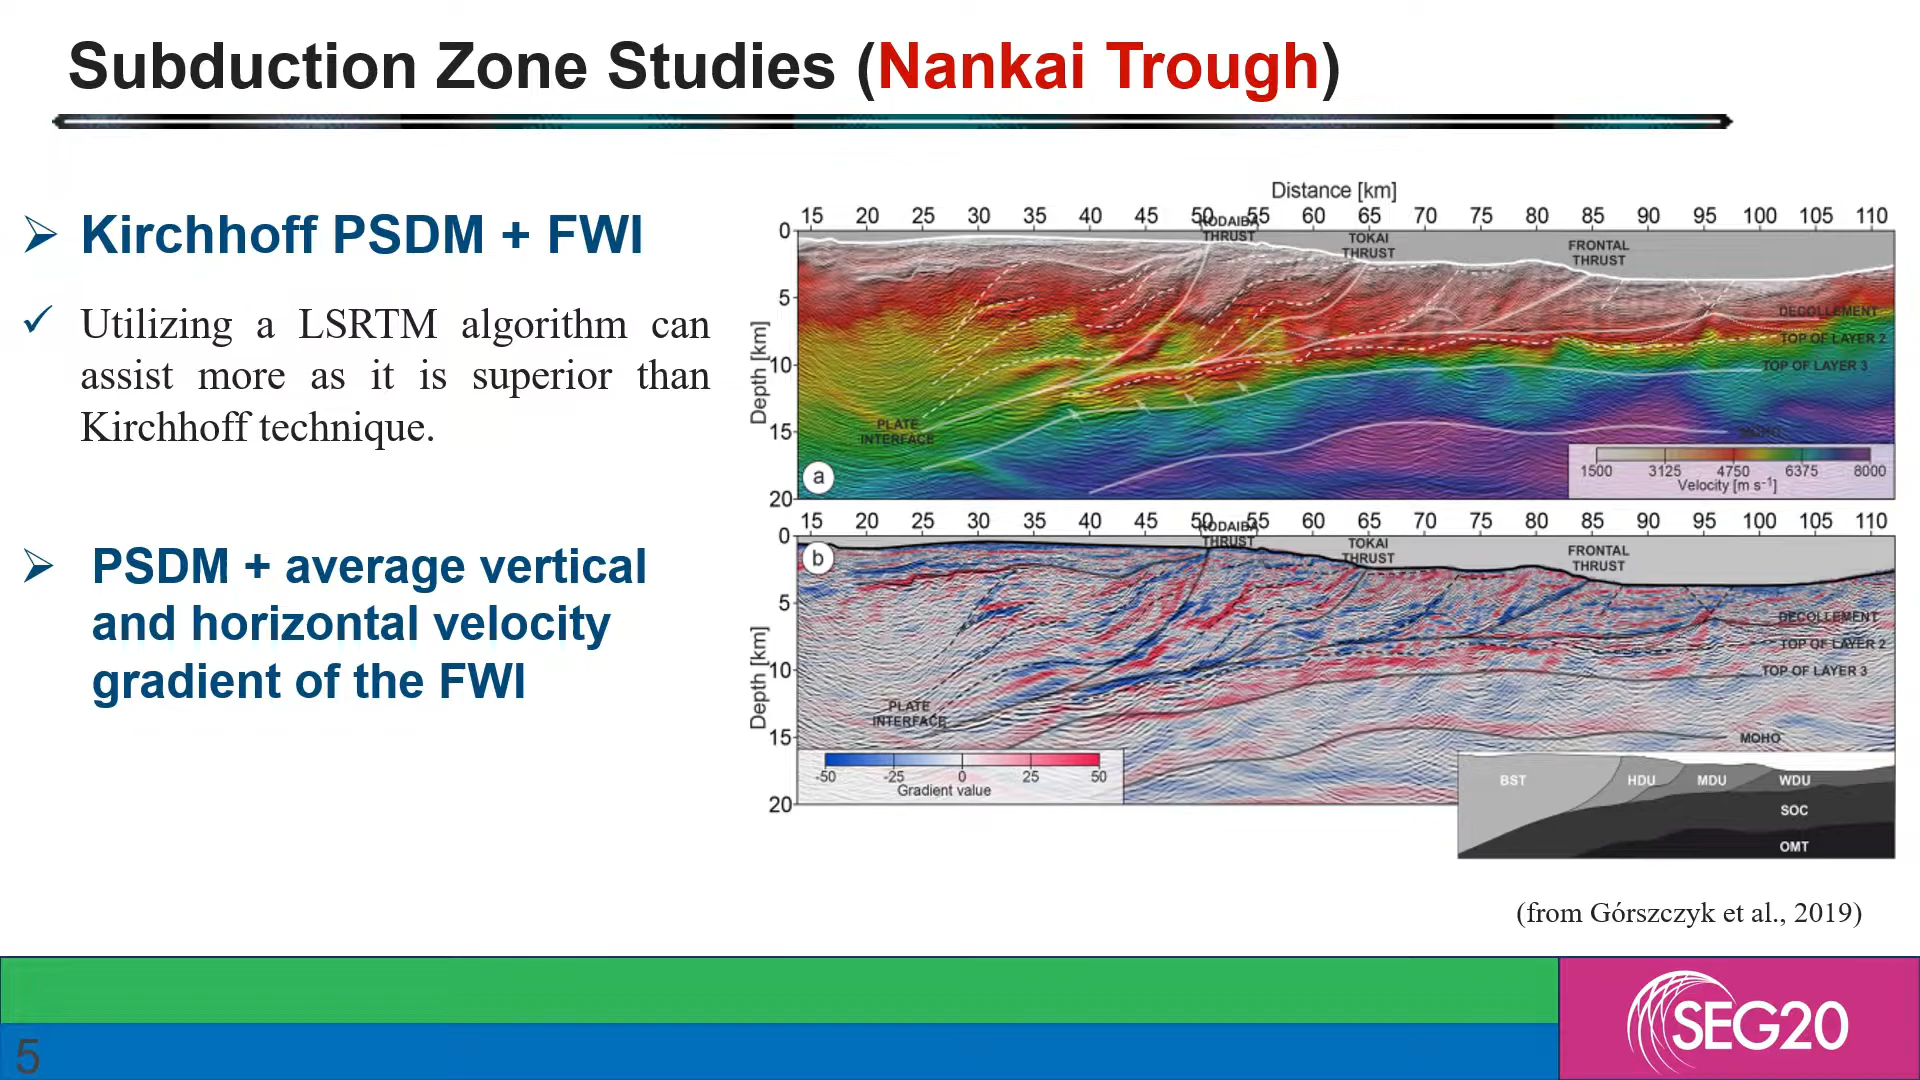 Subduction Zone Studies (Nankai Trough)
Kirchhoff PSDM + FWI
Utilizing a LSRTM algorithm can
assist more as it is superior than
Kirchhoff technique.
PSDM + average vertical
and horizontal velocity
gradient of the FWI
Distance [km]
15 20 25 30 35 40 45 50 55 60 65 70 75 80 85 90 95 100 105 110
KODAIBA
THRUST
TOKAI
THRUST
FRONTAL
THRUST
0
5
10
15
20
Depth [km]
DECOLLEMENT
TOP OF LAYER 2
TOP OF LAYER 3
PLATE
INTERFACE
MOHO
a
1500 3125 4750 6375 8000
Velocity [m s-1]
15 20 25 30 35 40 45 50 55 60 65 70 75 80 85 90 95 100 105 110
KODAIBA
THRUST
TOKAI
THRUST
FRONTAL
THRUST
b
0
5
10
15
20
Depth [km]
DECOLLEMENT
TOP OF LAYER 2
TOP OF LAYER 3
PLATE
INTERFACE
MOHO
-50 -25 0 25 50
Gradient value
BST HDU MDU WDU
SOC
OMT
(from Górszczyk et al., 2019)
SEG20
5